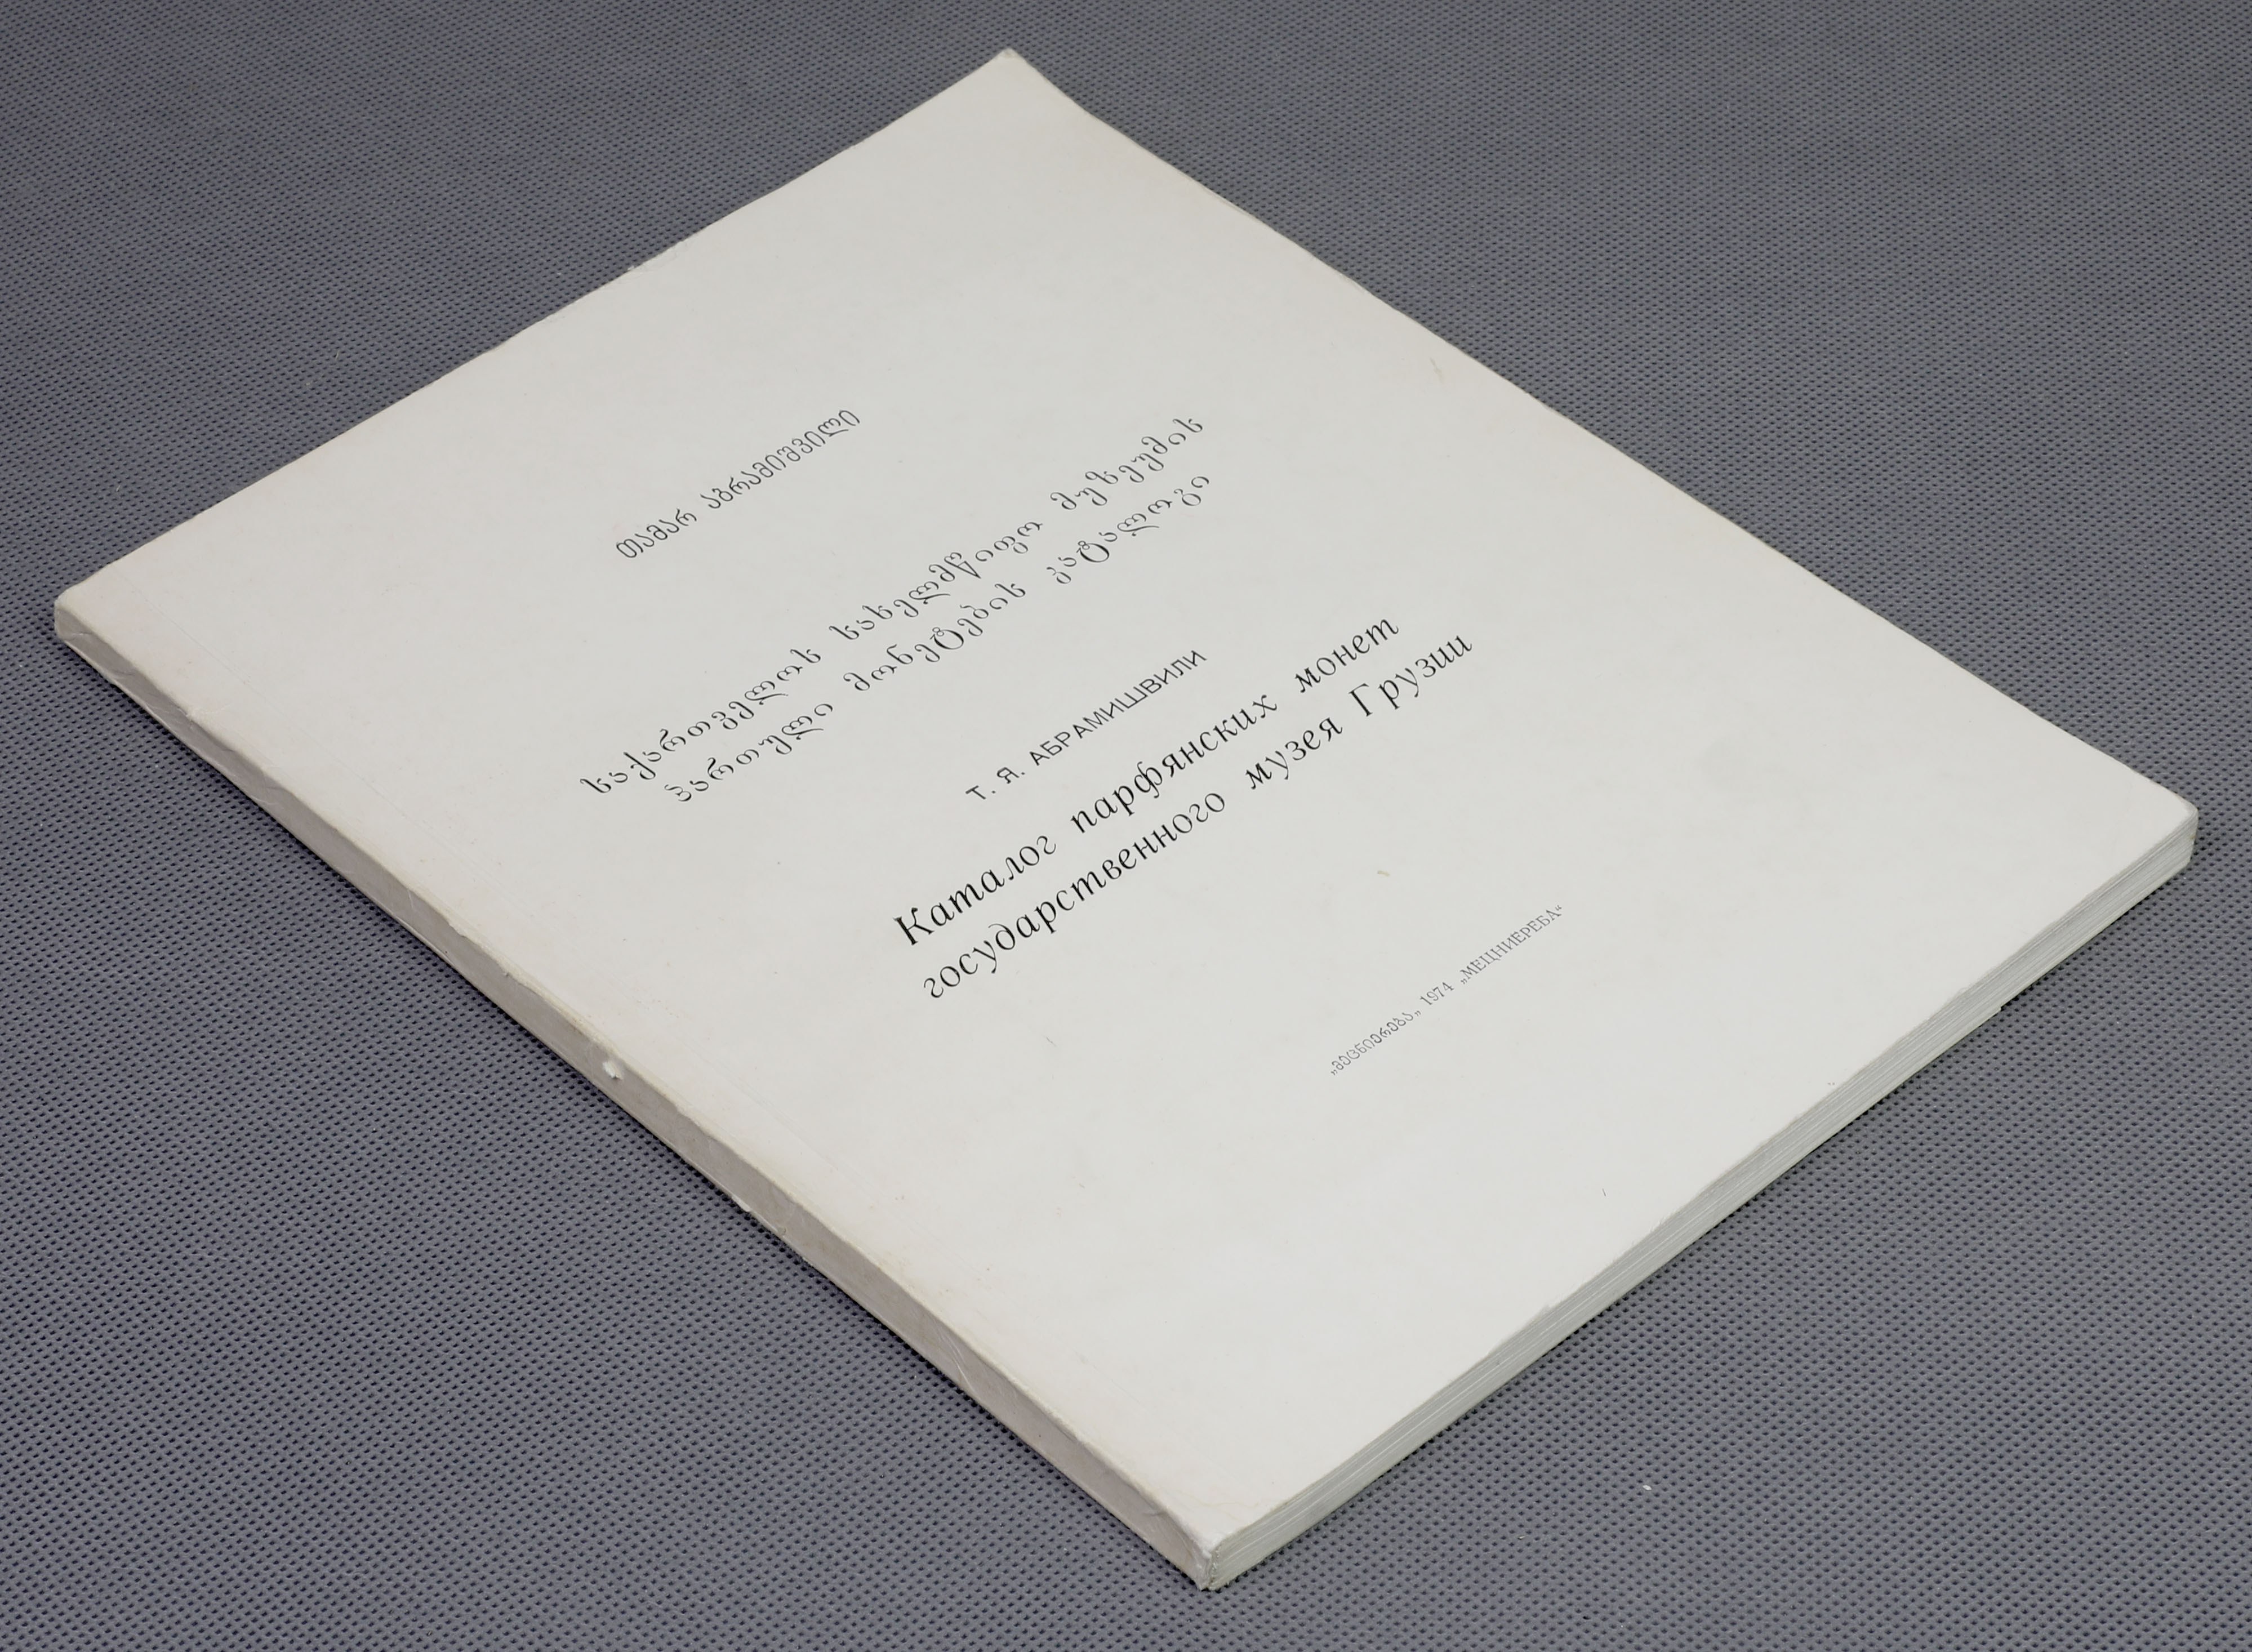 თამარ აბრამიშვილი
საქართველოს სახელმწიფო მუზეუმის
პართული მონეტების კატალოგი
Т. Я. АБРАМИШВИЛИ
Каталог парфянских монет
государственного музея Грузии
„მეცნიერება„ 1974 „МЕЦНИЕРЕБА“